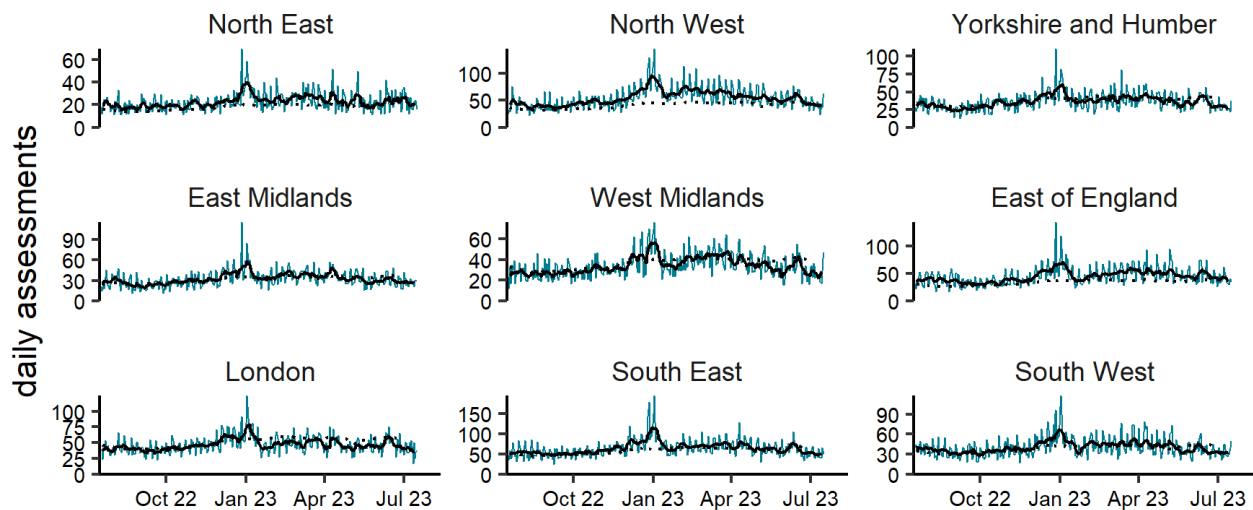 North East
North West
Yorkshire and Humber
60
40
20
0
100
50
0
100
75
50
25
0
daily assessments
East Midlands
West Midlands
East of England
90
60
30
0
60
40
20
0
100
50
0
London
South East
South West
100
75
50
25
0
150
100
50
0
90
60
30
0
Oct 22 Jan 23 Apr 23 Jul 23
Oct 22 Jan 23 Apr 23 Jul 23
Oct 22 Jan 23 Apr 23 Jul 23